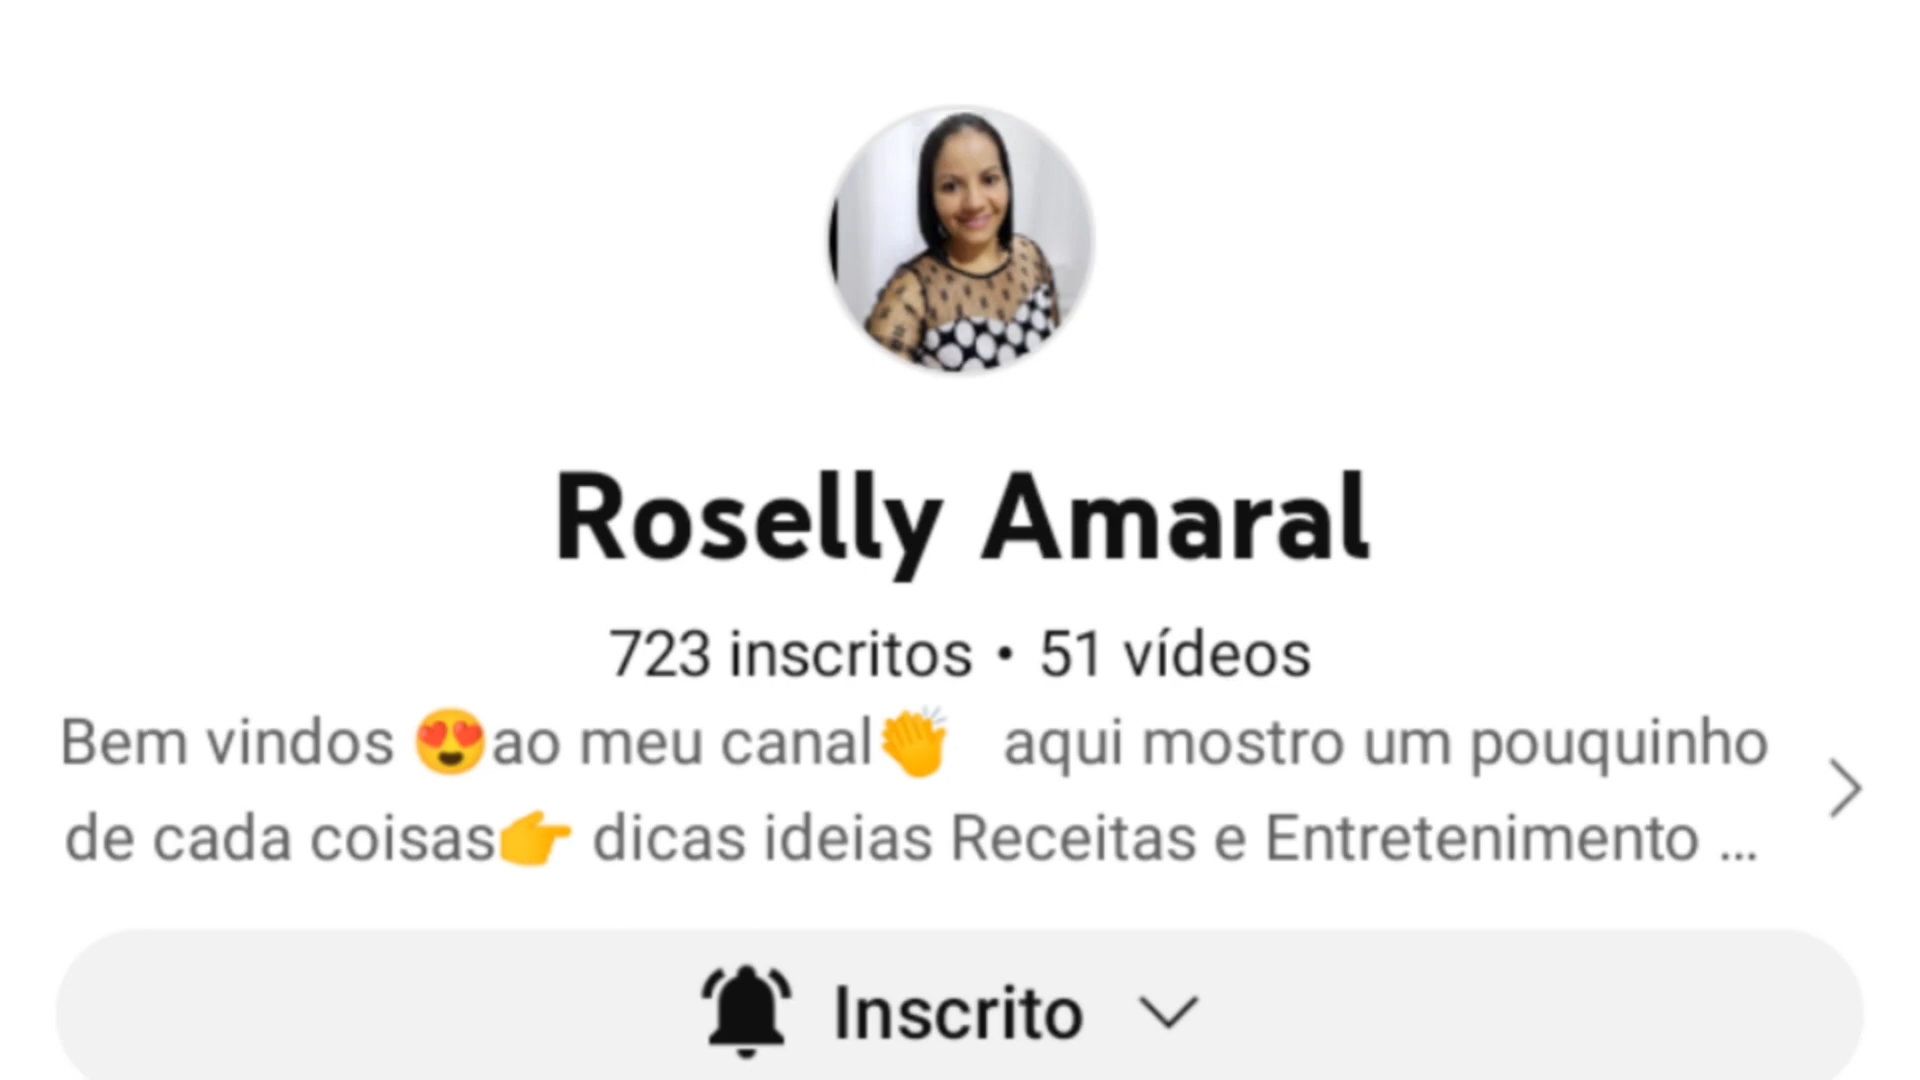 Roselly Amaral
723 inscritos • 51 vídeos
Bem vindos 😍ao meu canal👏 aqui mostro um pouquinho
de cada coisas👉 dicas ideias Receitas e Entretenimento ...
Inscrito